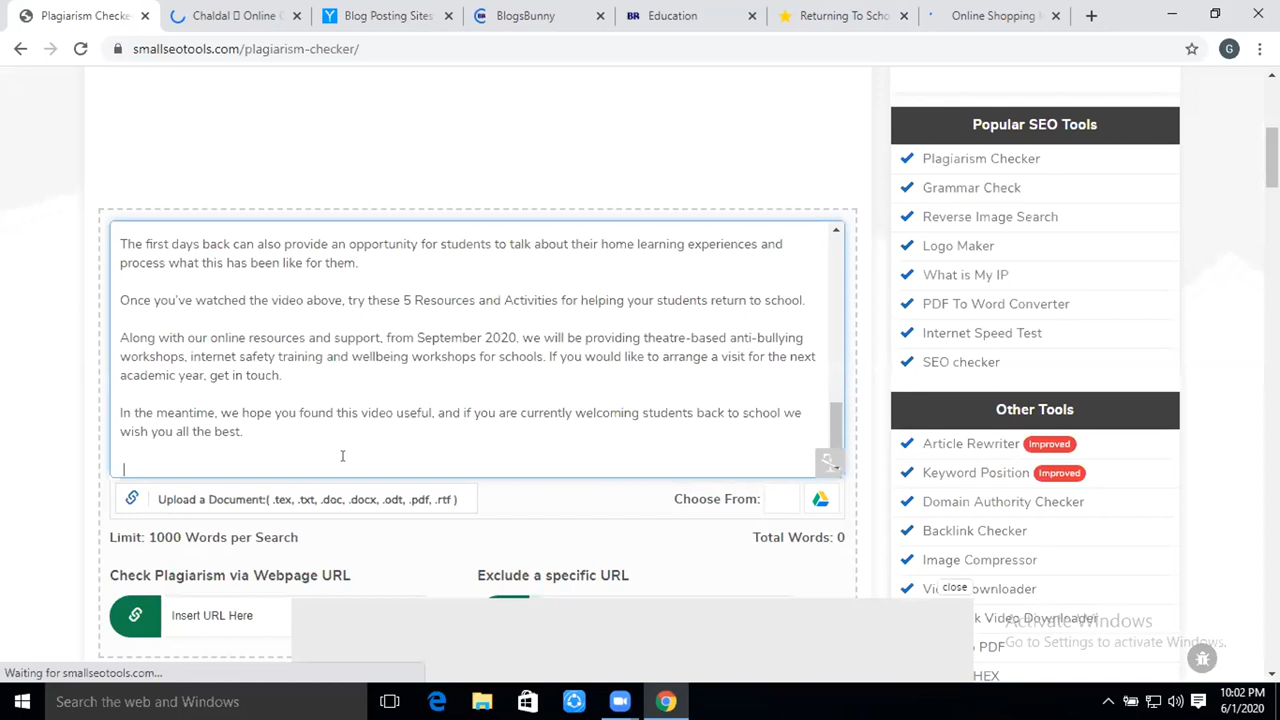 Plagiarism Checke
Chaldal Online
Blog Posting Sites
BlogsBunny
BR Education
Returning To Scho
Online Shopping
smallseotools.com/plagiarism-checker/
G
Popular SEO Tools
Plagiarism Checker
Grammar Check
Reverse Image Search
Logo Maker
What is My IP
PDF To Word Converter
Internet Speed Test
SEO checker
The first days back can also provide an opportunity for students to talk about their home learning experiences and
process what this has been like for them.
Once you've watched the video above, try these 5 Resources and Activities for helping your students return to school.
Along with our online resources and support, from September 2020, we will be providing theatre-based anti-bullying
workshops, internet safety training and wellbeing workshops for schools. If you would like to arrange a visit for the next
academic year, get in touch.
In the meantime, we hope you found this video useful, and if you are currently welcoming students back to school we
wish you all the best.
Upload a Document:( .tex, .txt, .doc, .docx, .odt, .pdf, .rtf )
Choose From:
Limit: 1000 Words per Search
Total Words: 0
Check Plagiarism via Webpage URL
Exclude a specific URL
Insert URL Here
Other Tools
Article Rewriter Improved
Keyword Position Improved
Domain Authority Checker
Backlink Checker
Image Compressor
close
Downloader
k Video Downloader
PDF
HEX
Activate Windows
Go to Settings to activate Windows.
Waiting for smallseotools.com...
Search the web and Windows
10:02 PM
6/1/2020